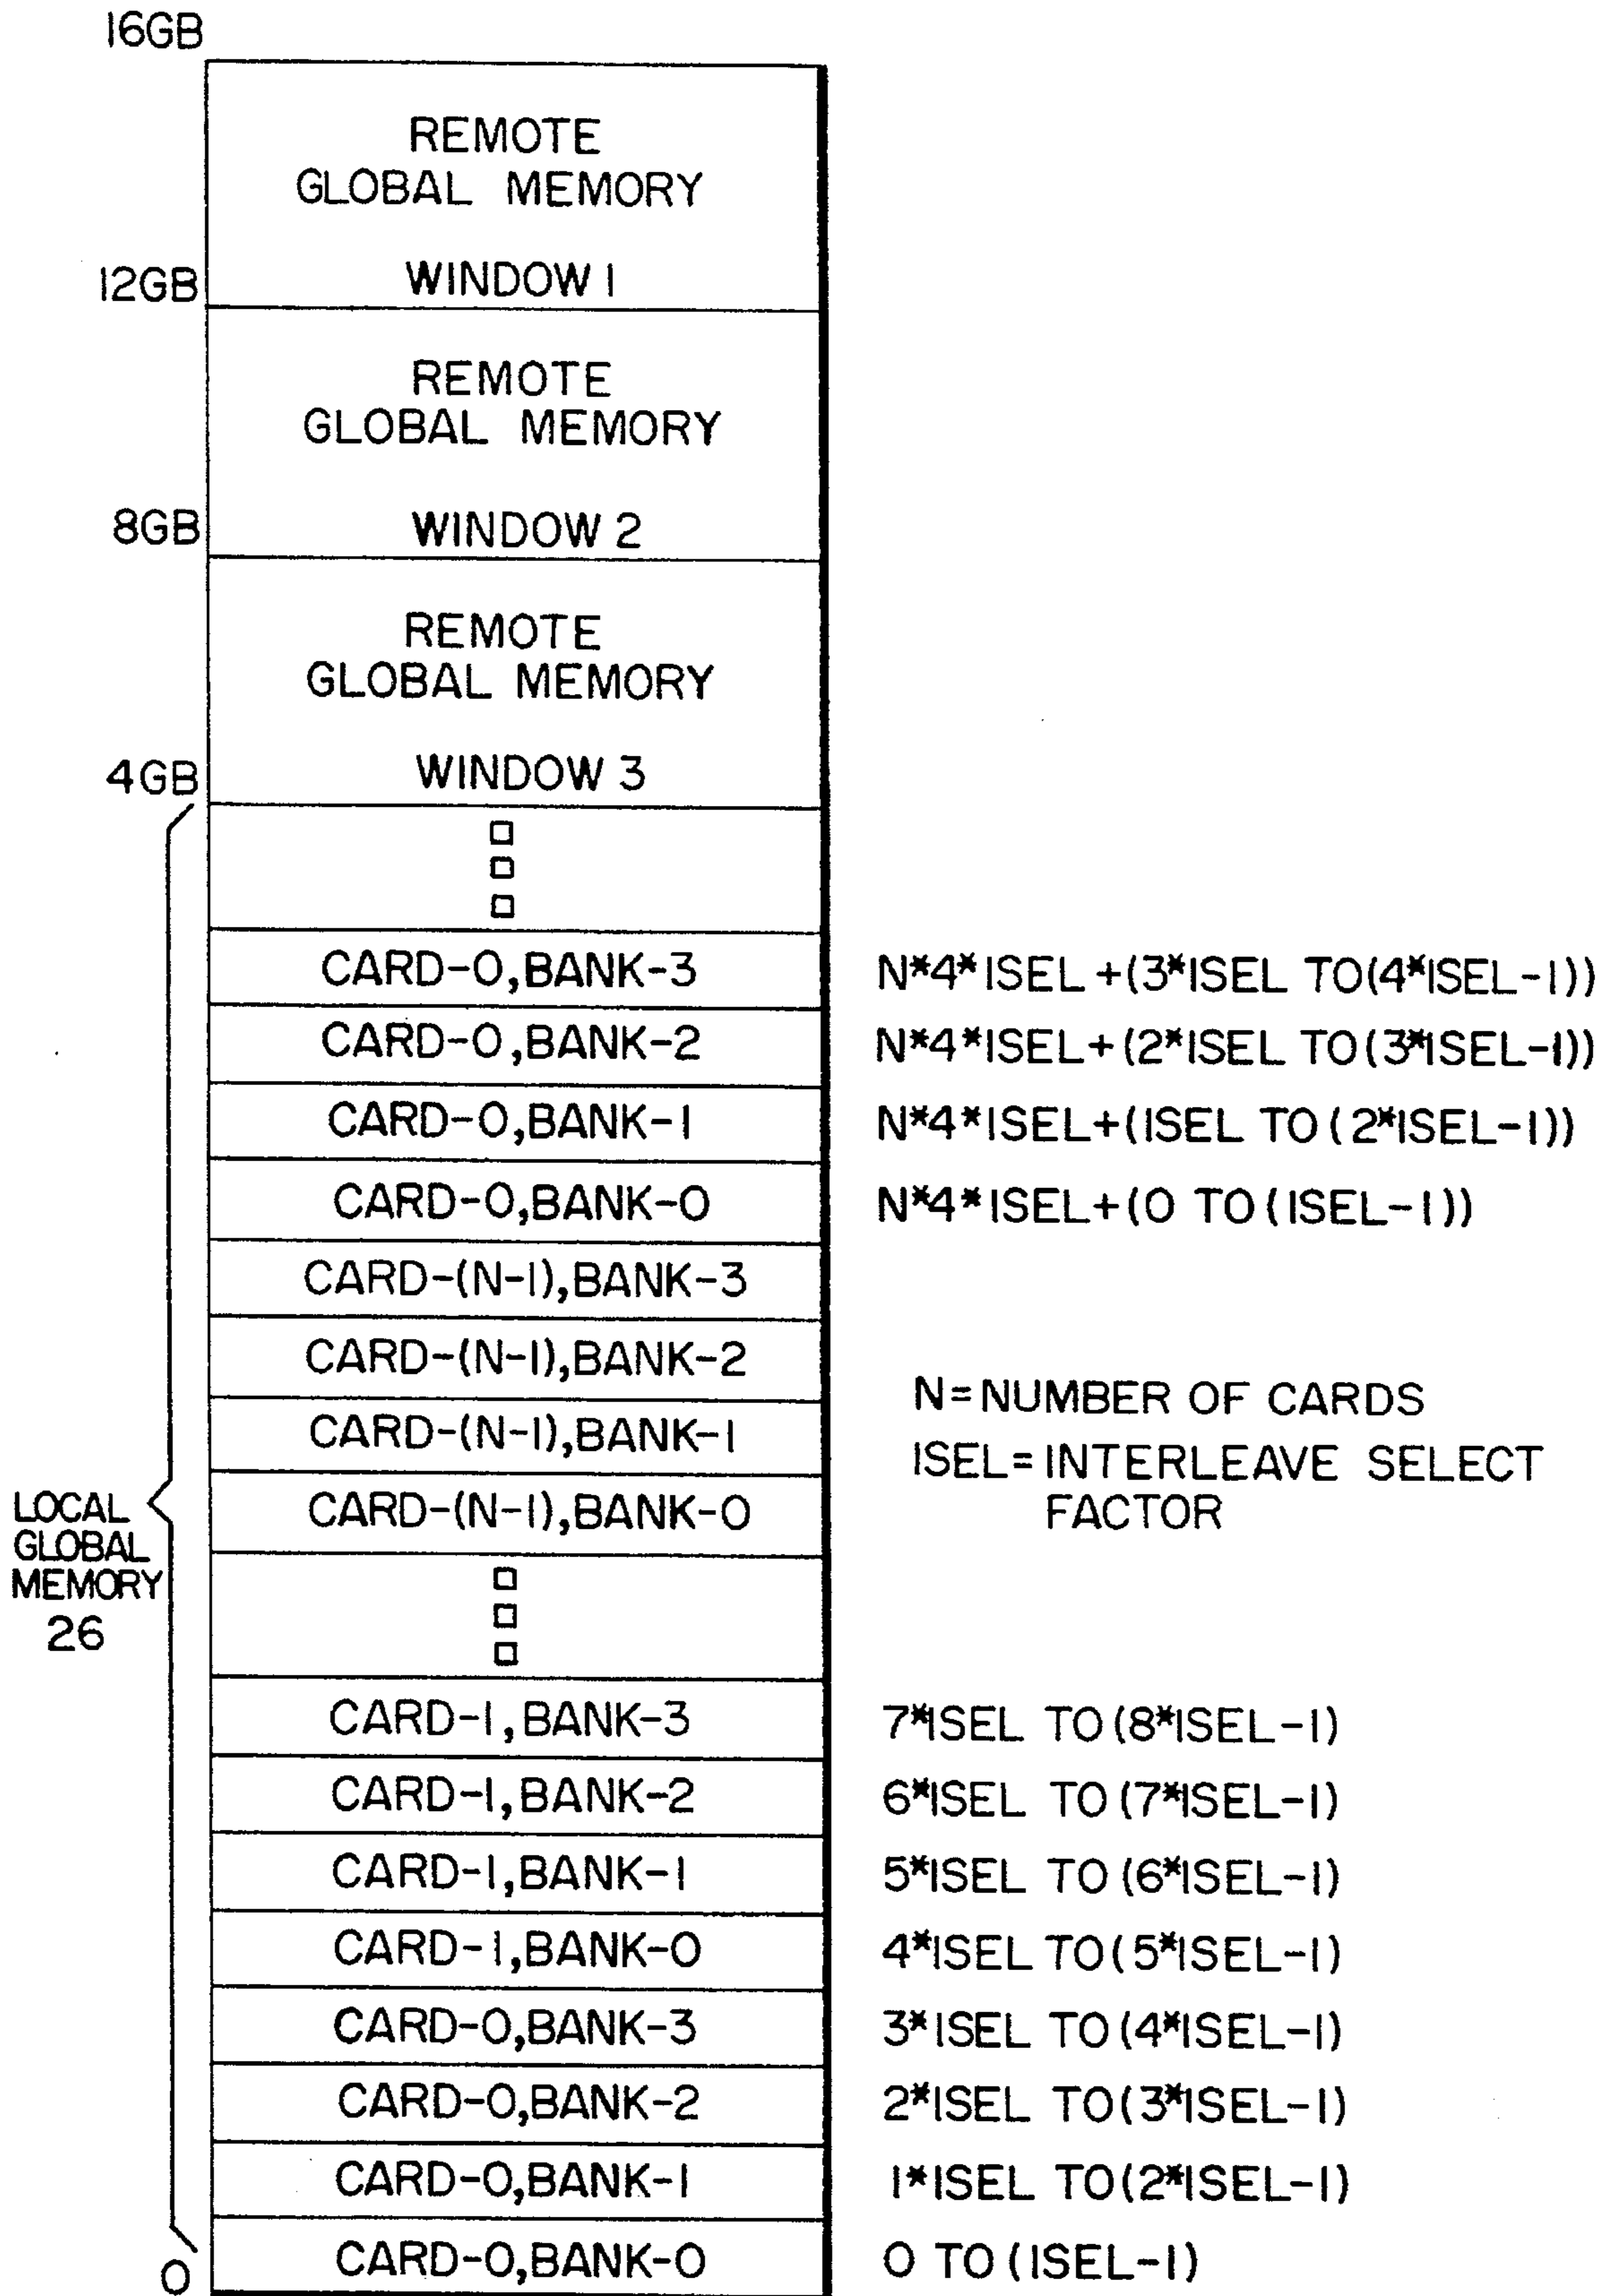 16GB
REMOTE
GLOBAL MEMORY
WINDOW 1
12GB
REMOTE
GLOBAL MEMORY
WINDOW 2
8GB
REMOTE
GLOBAL MEMORY
WINDOW 3
4GB
CARD-0,BANK-3 N*4*ISEL+(3*ISEL TO(4*ISEL-1))
CARD-0,BANK-2 N*4*ISEL+(2*ISEL TO(3*ISEL-1))
CARD-0,BANK-1 N*4*ISEL+(ISEL TO(2*ISEL-1))
CARD-0,BANK-0 N*4*ISEL+(0 TO(ISEL-1))
CARD-(N-1),BANK-3
CARD-(N-1),BANK-2
CARD-(N-1),BANK-1
CARD-(N-1),BANK-0
N=NUMBER OF CARDS
ISEL=INTERLEAVE SELECT
FACTOR
LOCAL
GLOBAL
MEMORY
26
CARD-1,BANK-3 7*ISEL TO(8*ISEL-1)
CARD-1,BANK-2 6*ISEL TO(7*ISEL-1)
CARD-1,BANK-1 5*ISEL TO(6*ISEL-1)
CARD-1,BANK-0 4*ISEL TO(5*ISEL-1)
CARD-0,BANK-3 3*ISEL TO(4*ISEL-1)
CARD-0,BANK-2 2*ISEL TO(3*ISEL-1)
CARD-0,BANK-1 1*ISEL TO(2*ISEL-1)
CARD-0,BANK-0 0 TO(ISEL-1)
0